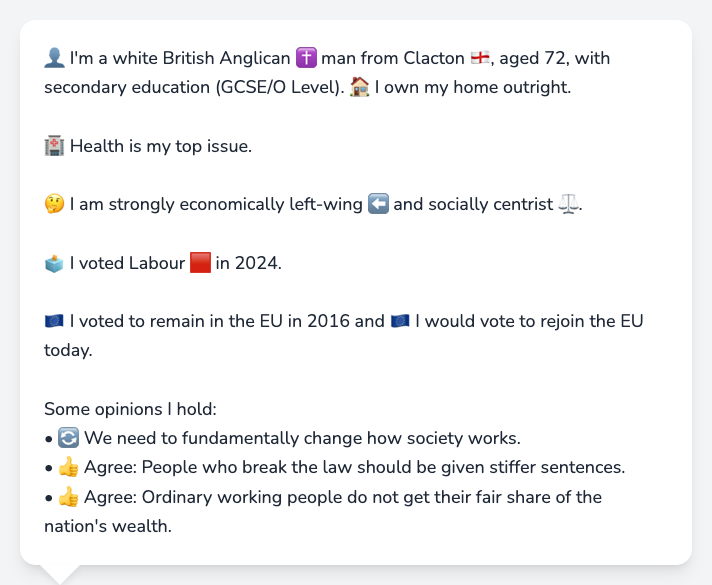 👤 I'm a white British Anglican ✝️ man from Clacton 🏴󠁧󠁢󠁥󠁮󠁧󠁿, aged 72, with
secondary education (GCSE/O Level). 🏠 I own my home outright.
🏥 Health is my top issue.
🤔 I am strongly economically left-wing ⬅️ and socially centrist ⚖️.
🗳️ I voted Labour 🟥 in 2024.
🇪🇺 I voted to remain in the EU in 2016 and 🇪🇺 I would vote to rejoin the EU
today.
Some opinions I hold:
• 🔄 We need to fundamentally change how society works.
• 👍 Agree: People who break the law should be given stiffer sentences.
• 👍 Agree: Ordinary working people do not get their fair share of the
nation's wealth.